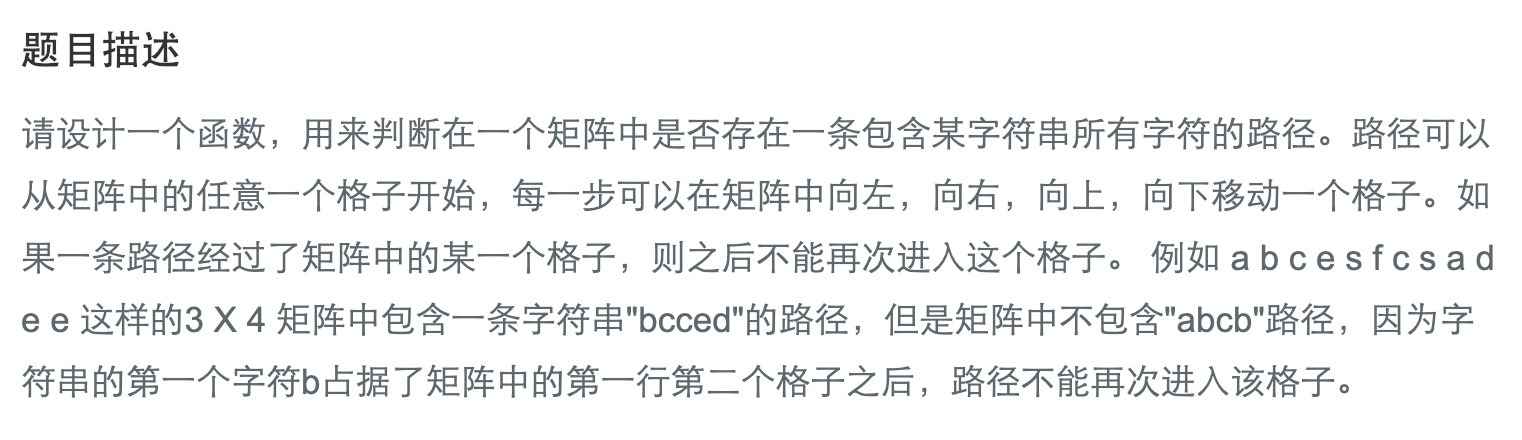 题目描述
请设计一个函数，用来判断在一个矩阵中是否存在一条包含某字符串所有字符的路径。路径可以
从矩阵中的任意一个格子开始，每一步可以在矩阵中向左，向右，向上，向下移动一个格子。如
果一条路径经过了矩阵中的某一个格子，则之后不能再次进入这个格子。 例如 a b c e s f c s a d
e e 这样的3 X 4 矩阵中包含一条字符串"bcced"的路径，但是矩阵中不包含"abcb"路径，因为字
符串的第一个字符b占据了矩阵中的第一行第二个格子之后，路径不能再次进入该格子。